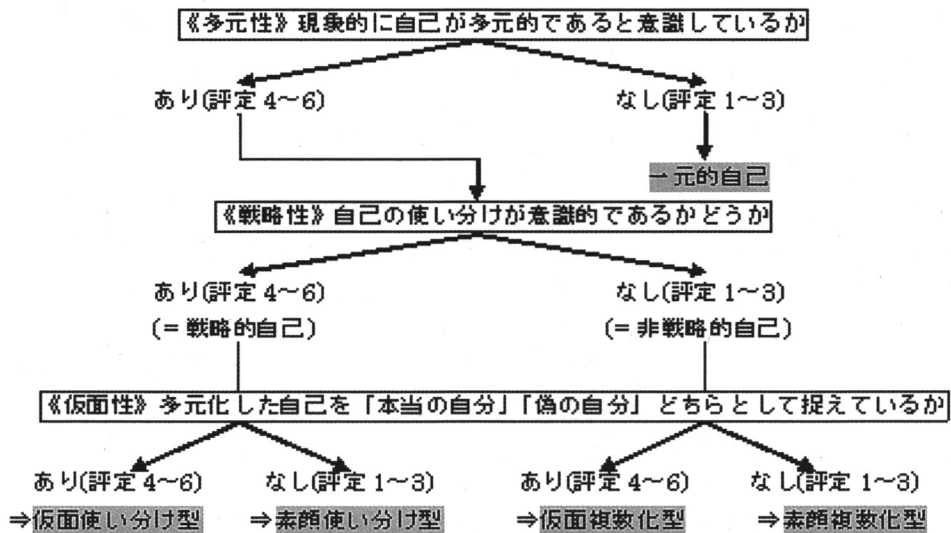 《多元性》現象的に自己が多元的であると意識しているか
あり(評定 4～6) なし(評定 1～3)
一元的自己
《戦略性》自己の使い分けが意識的であるかどうか
あり(評定 4～6) なし(評定 1～3)
(= 戦略的自己) (= 非戦略的自己)
《仮面性》多元化した自己を「本当の自分」「偽の自分」どちらとして捉えているか
あり(評定 4～6) なし(評定 1～3) あり(評定 4～6) なし(評定 1～3)
⇒仮面使い分け型 ⇒素顔使い分け型 ⇒仮面複数化型 ⇒素顔複数化型